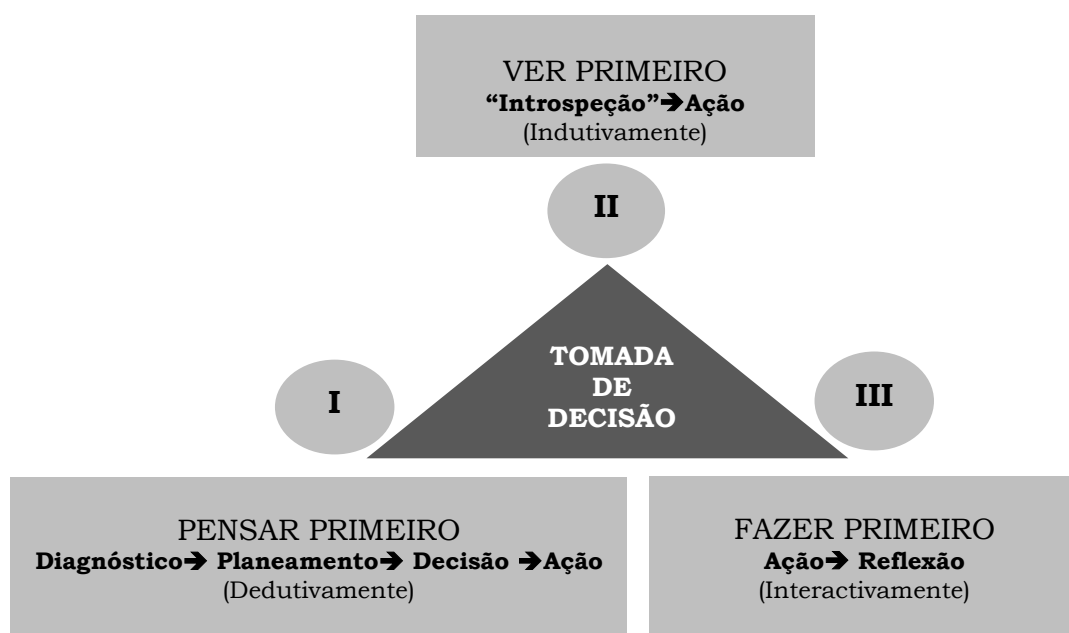 VER PRIMEIRO
“Introspeção”➔Ação
(Indutivamente)
II
TOMADA
DE
DECISÃO
I
III
PENSAR PRIMEIRO
Diagnóstico➔ Planeamento➔ Decisão ➔Ação
(Dedutivamente)
FAZER PRIMEIRO
Ação➔ Reflexão
(Interactivamente)